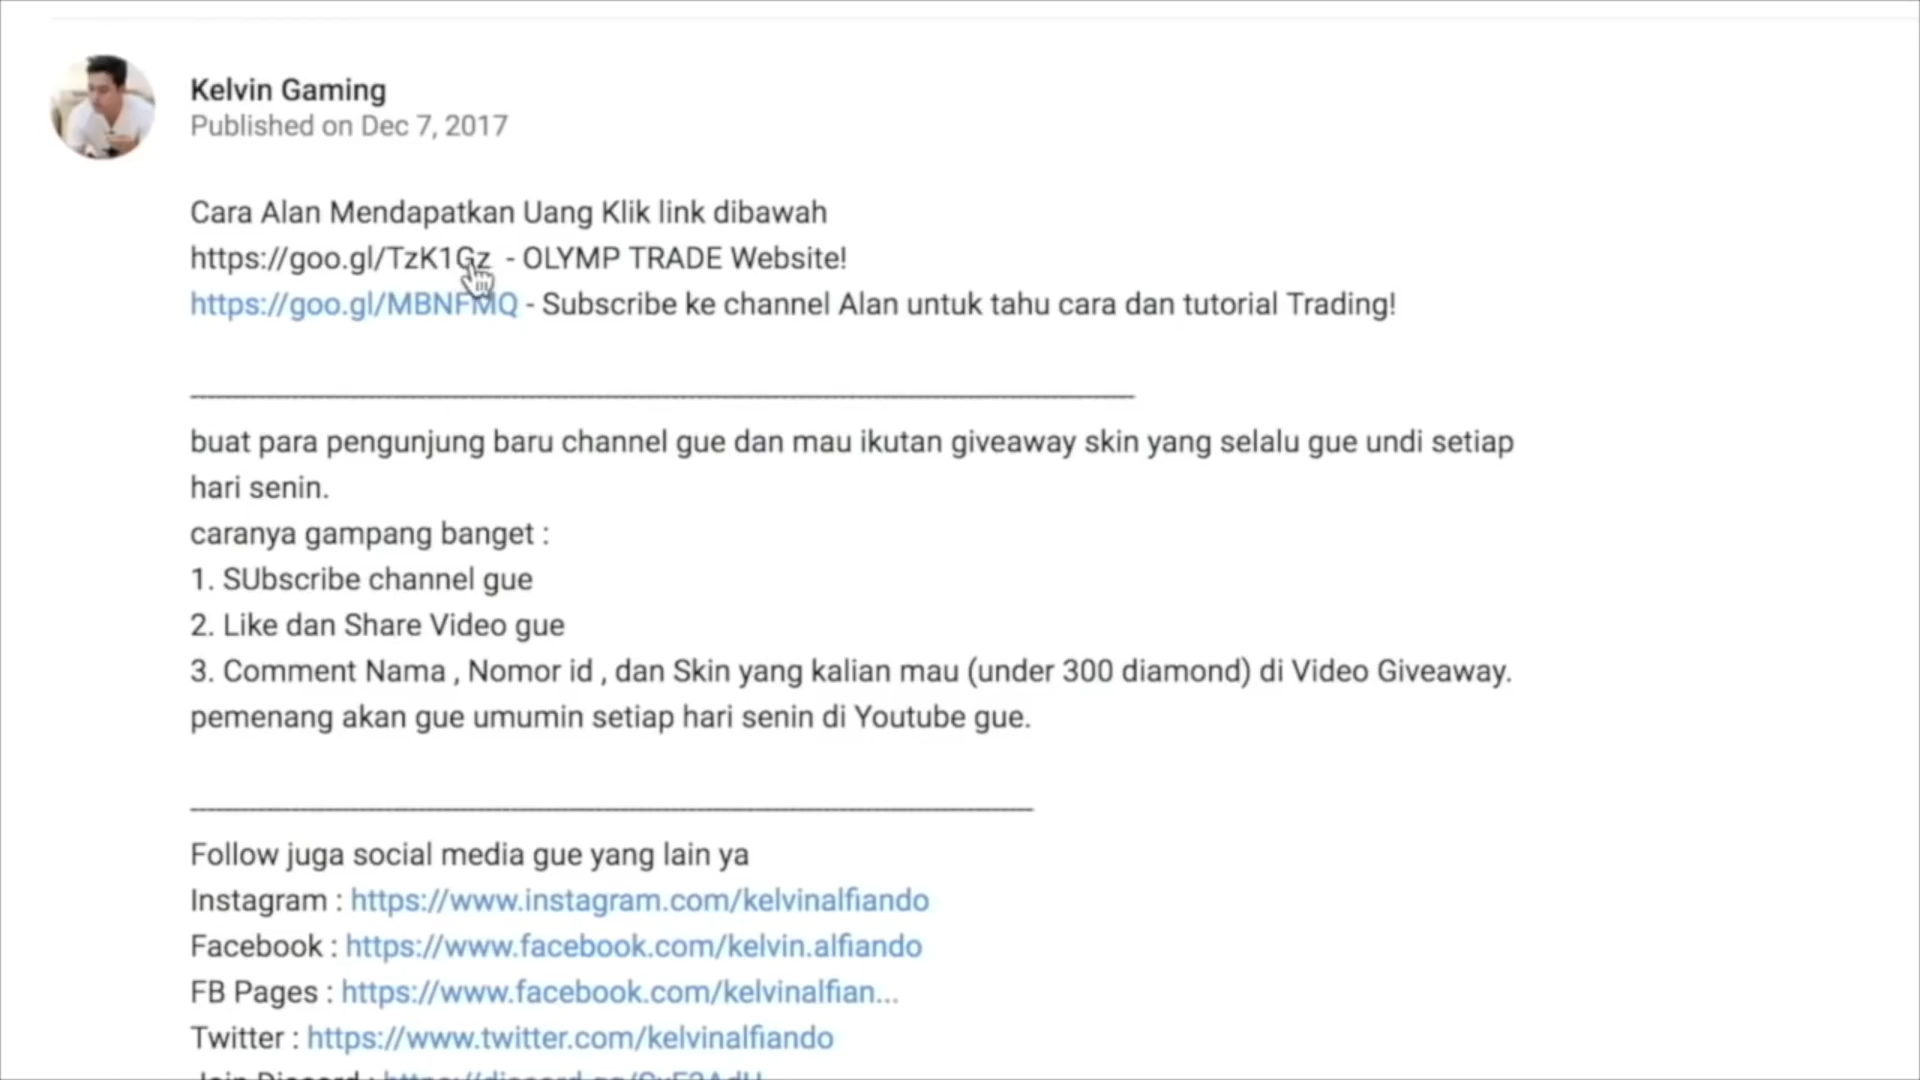 Kelvin Gaming
Published on Dec 7, 2017
Cara Alan Mendapatkan Uang Klik link dibawah
https://goo.gl/TzK1Gz - OLYMP TRADE Website!
https://goo.gl/MBNFMQ - Subscribe ke channel Alan untuk tahu cara dan tutorial Trading!
buat para pengunjung baru channel gue dan mau ikutan giveaway skin yang selalu gue undi setiap
hari senin.
caranya gampang banget :
1. SUbscribe channel gue
2. Like dan Share Video gue
3. Comment Nama , Nomor id , dan Skin yang kalian mau (under 300 diamond) di Video Giveaway.
pemenang akan gue umumin setiap hari senin di Youtube gue.
Follow juga social media gue yang lain ya
Instagram : https://www.instagram.com/kelvinalfiando
Facebook : https://www.facebook.com/kelvin.alfiando
FB Pages : https://www.facebook.com/kelvinalfian...
Twitter : https://www.twitter.com/kelvinalfiando
Join Discord :